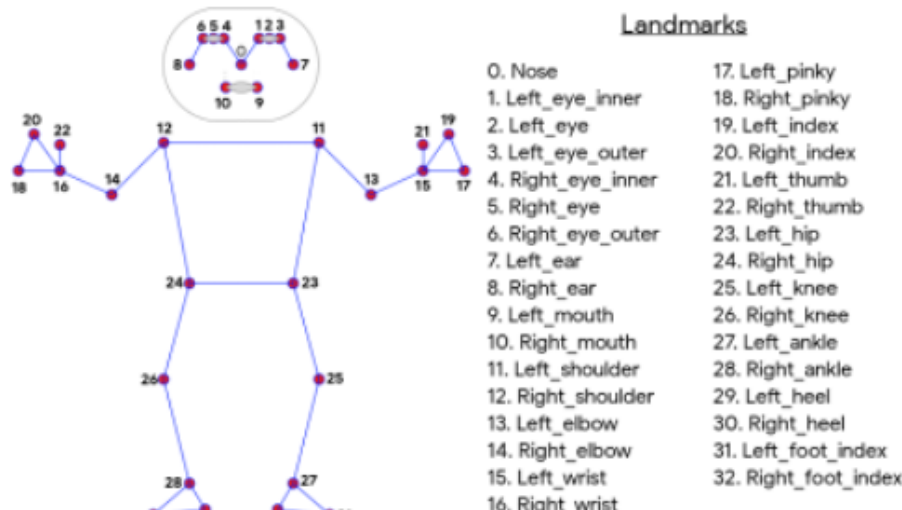 6 5 4 1 2 3
0
8 7
10 9
20 22 12 11 21 19
18 16 14 13 15 17
24 23
26 25
28 27
Landmarks
0. Nose
1. Left_eye_inner
2. Left_eye
3. Left_eye_outer
4. Right_eye_inner
5. Right_eye
6. Right_eye_outer
7. Left_ear
8. Right_ear
9. Left_mouth
10. Right_mouth
11. Left_shoulder
12. Right_shoulder
13. Left_elbow
14. Right_elbow
15. Left_wrist
16. Right_wrist
17. Left_pinky
18. Right_pinky
19. Left_index
20. Right_index
21. Left_thumb
22. Right_thumb
23. Left_hip
24. Right_hip
25. Left_knee
26. Right_knee
27. Left_ankle
28. Right_ankle
29. Left_heel
30. Right_heel
31. Left_foot_index
32. Right_foot_index